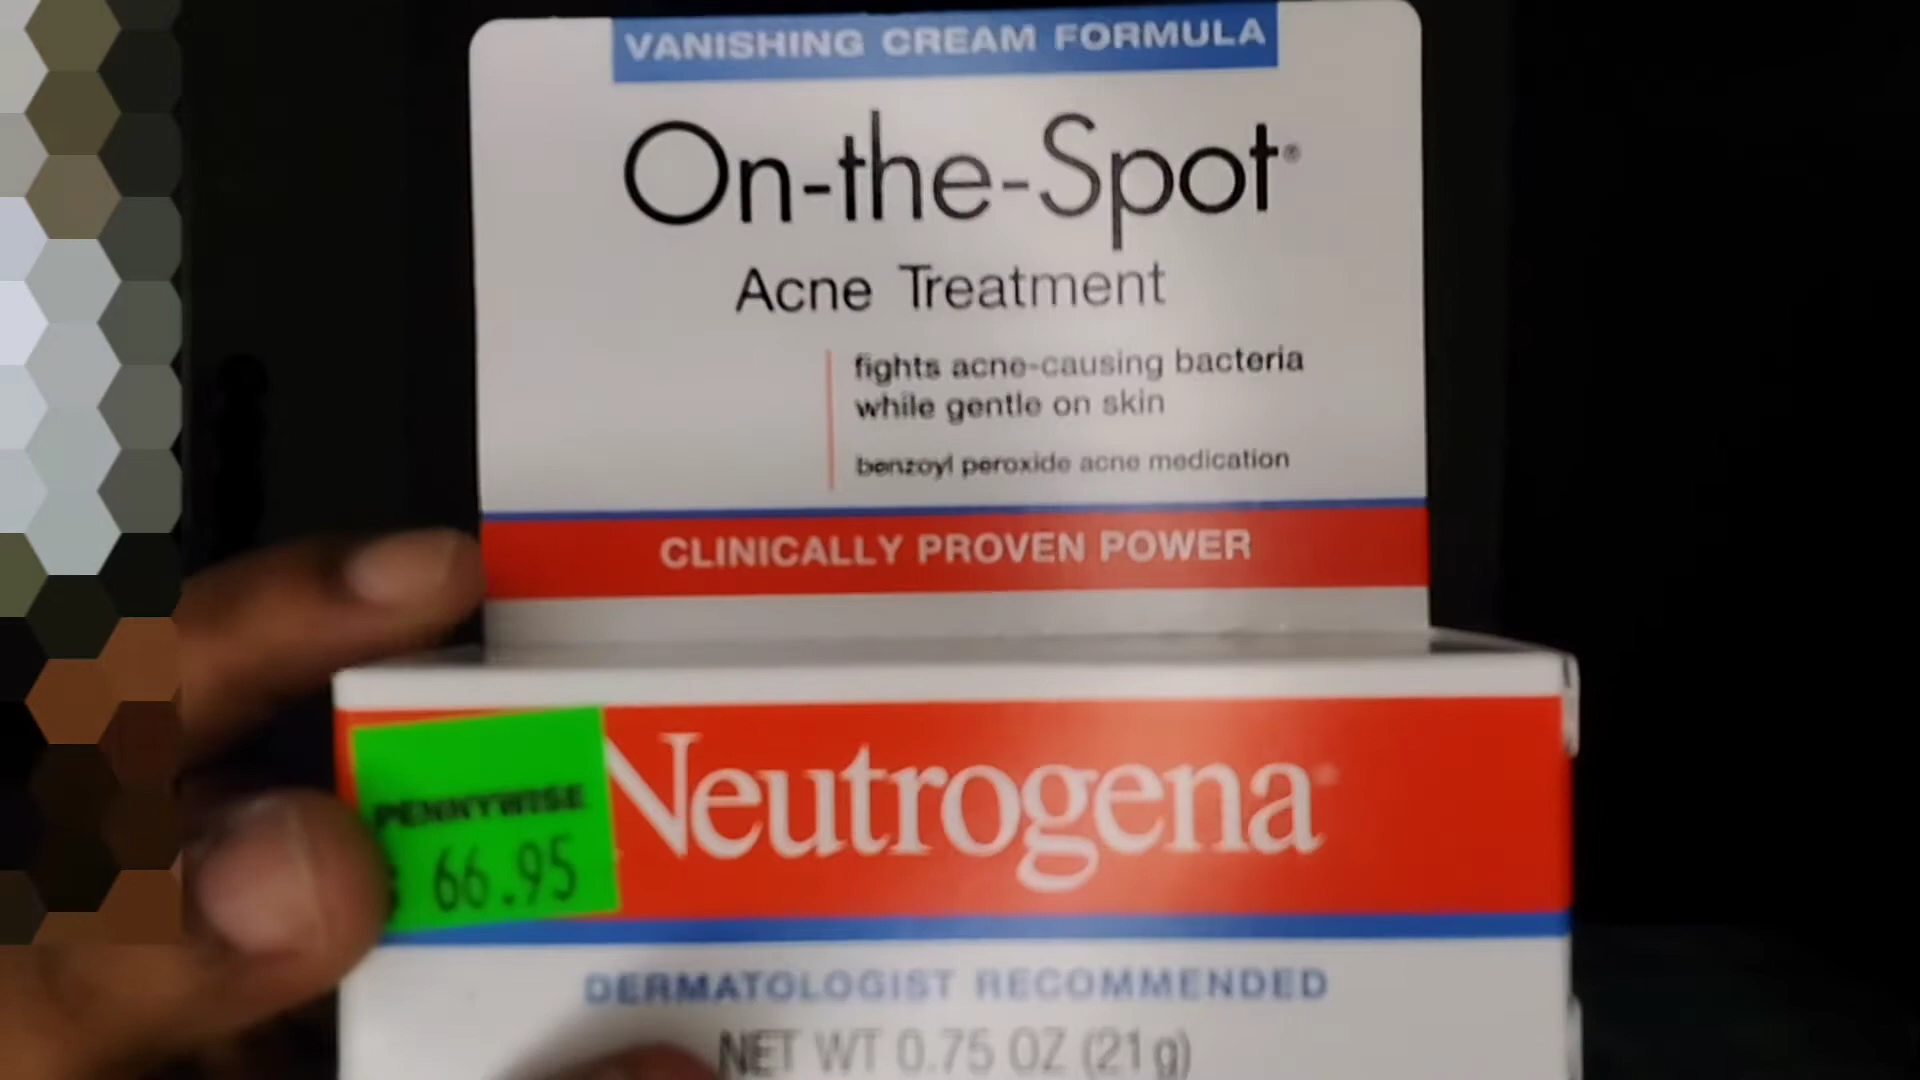 VANISHING CREAM FORMULA
On-the-Spot®
Acne Treatment
fights acne-causing bacteria
while gentle on skin
benzoyl peroxide acne medication
CLINICALLY PROVEN POWER
Neutrogena®
PENNYWISE
$ 66.95
DERMATOLOGIST RECOMMENDED
NET WT 0.75 OZ (21g)